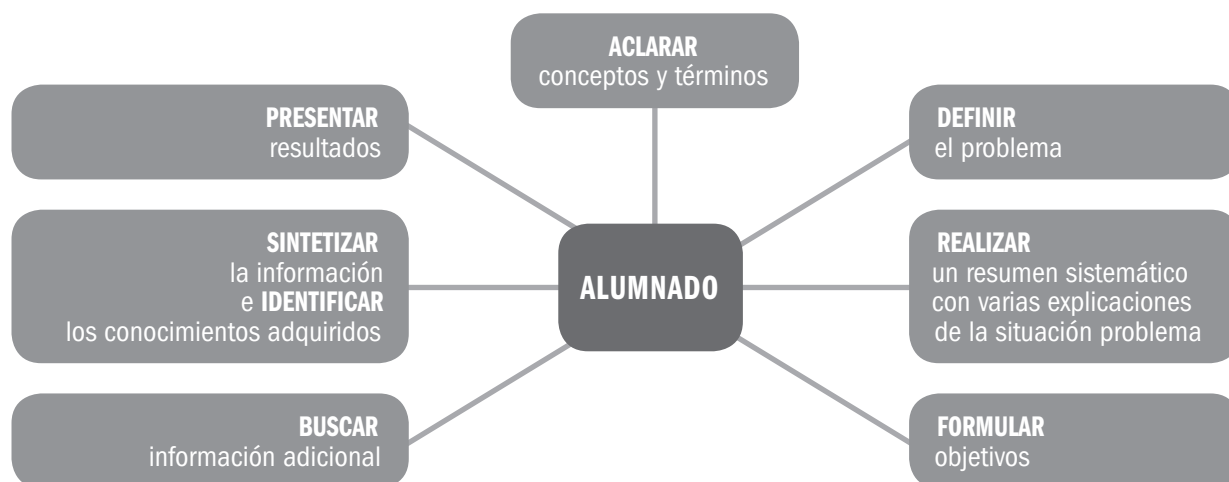 ACLARAR
conceptos y términos
PRESENTAR
resultados
DEFINIR
el problema
SINTETIZAR
la información
e IDENTIFICAR
los conocimientos adquiridos
ALUMNADO
REALIZAR
un resumen sistemático
con varias explicaciones
de la situación problema
BUSCAR
información adicional
FORMULAR
objetivos